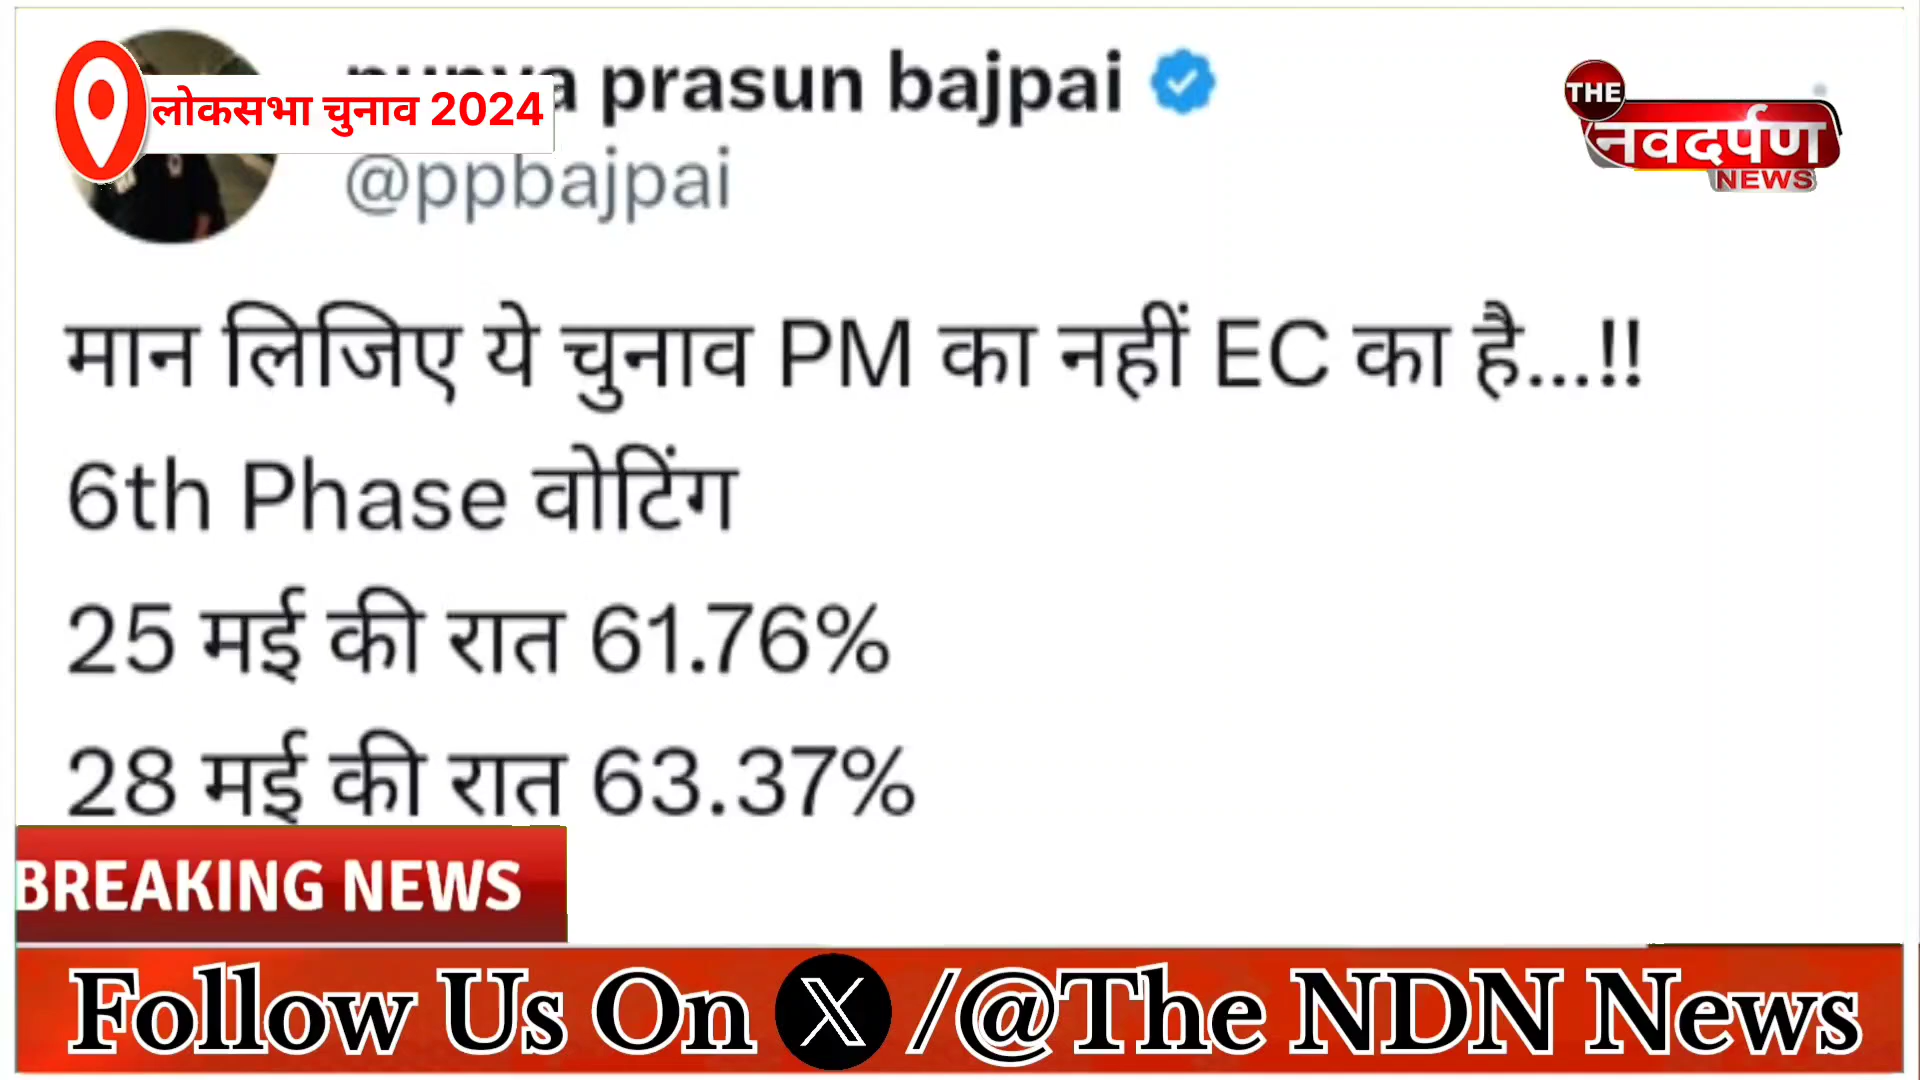 prasun bajpai
लोकसभा चुनाव 2024
@ppbajpai
THE
नवदर्पण
NEWS
मान लिजिए ये चुनाव PM का नहीं EC का है...!!
6th Phase वोटिंग
25 मई की रात 61.76%
28 मई की रात 63.37%
BREAKING NEWS
Follow Us On X /@The NDN News